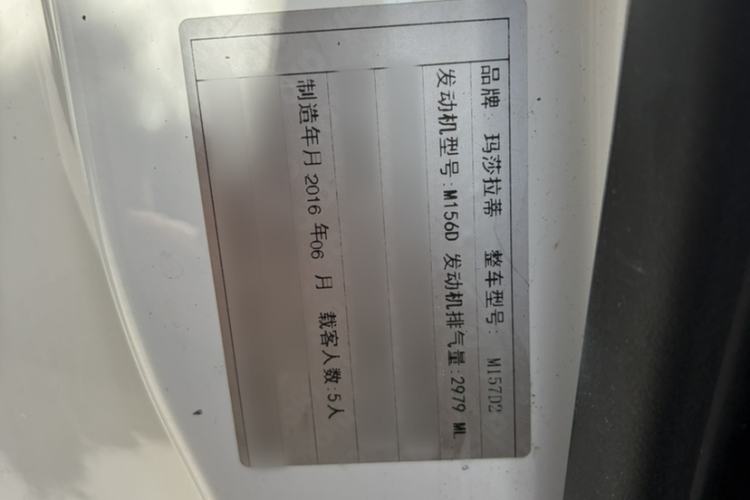 品牌: 玛莎拉蒂 整车型号: M157D2
发动机型号:M156D 发动机排气量:2979 ML
制造年月 2016 年06 月 载客人数:5人